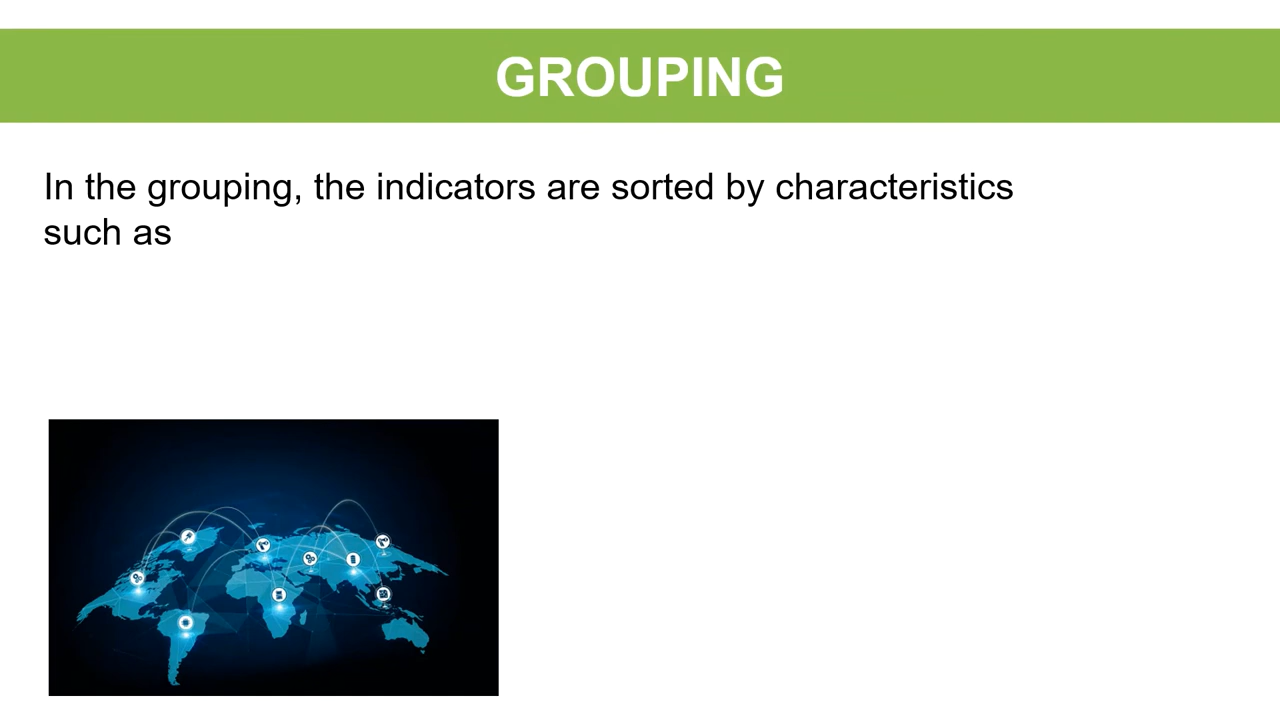 GROUPING
In the grouping, the indicators are sorted by characteristics
such as